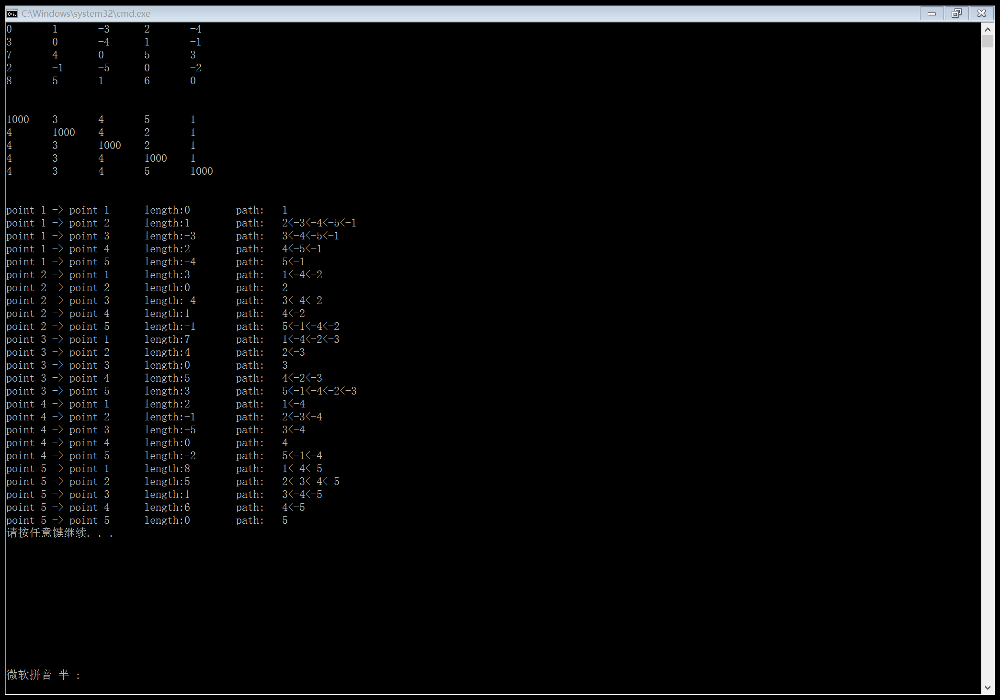 C:\Windows\system32\cmd.exe
0 1 -3 2 -4
3 0 -4 1 -1
7 4 0 5 3
2 -1 -5 0 -2
8 5 1 6 0
1000 3 4 5 1
4 1000 4 2 1
4 3 1000 2 1
4 3 4 1000 1
4 3 4 5 1000
point 1 -> point 1 length:0 path: 1
point 1 -> point 2 length:1 path: 2<-3<-4<-5<-1
point 1 -> point 3 length:-3 path: 3<-4<-5<-1
point 1 -> point 4 length:2 path: 4<-5<-1
point 1 -> point 5 length:-4 path: 5<-1
point 2 -> point 1 length:3 path: 1<-4<-2
point 2 -> point 2 length:0 path: 2
point 2 -> point 3 length:-4 path: 3<-4<-2
point 2 -> point 4 length:1 path: 4<-2
point 2 -> point 5 length:-1 path: 5<-1<-4<-2
point 3 -> point 1 length:7 path: 1<-4<-2<-3
point 3 -> point 2 length:4 path: 2<-3
point 3 -> point 3 length:0 path: 3
point 3 -> point 4 length:5 path: 4<-2<-3
point 3 -> point 5 length:3 path: 5<-1<-4<-2<-3
point 4 -> point 1 length:2 path: 1<-4
point 4 -> point 2 length:-1 path: 2<-3<-4
point 4 -> point 3 length:-5 path: 3<-4
point 4 -> point 4 length:0 path: 4
point 4 -> point 5 length:-2 path: 5<-1<-4
point 5 -> point 1 length:8 path: 1<-4<-5
point 5 -> point 2 length:5 path: 2<-3<-4<-5
point 5 -> point 3 length:1 path: 3<-4<-5
point 5 -> point 4 length:6 path: 4<-5
point 5 -> point 5 length:0 path: 5
请按任意键继续. . .
微软拼音 半 :